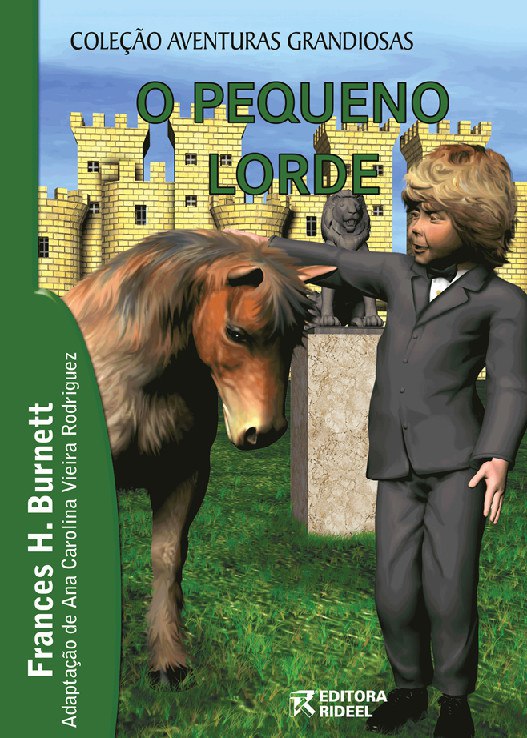 COLEÇÃO AVENTURAS GRANDIOSAS
O PEQUENO
LORDE
Frances H. Burnett
Adaptação de Ana Carolina Vieira Rodriguez
EDITORA
RIDEEL